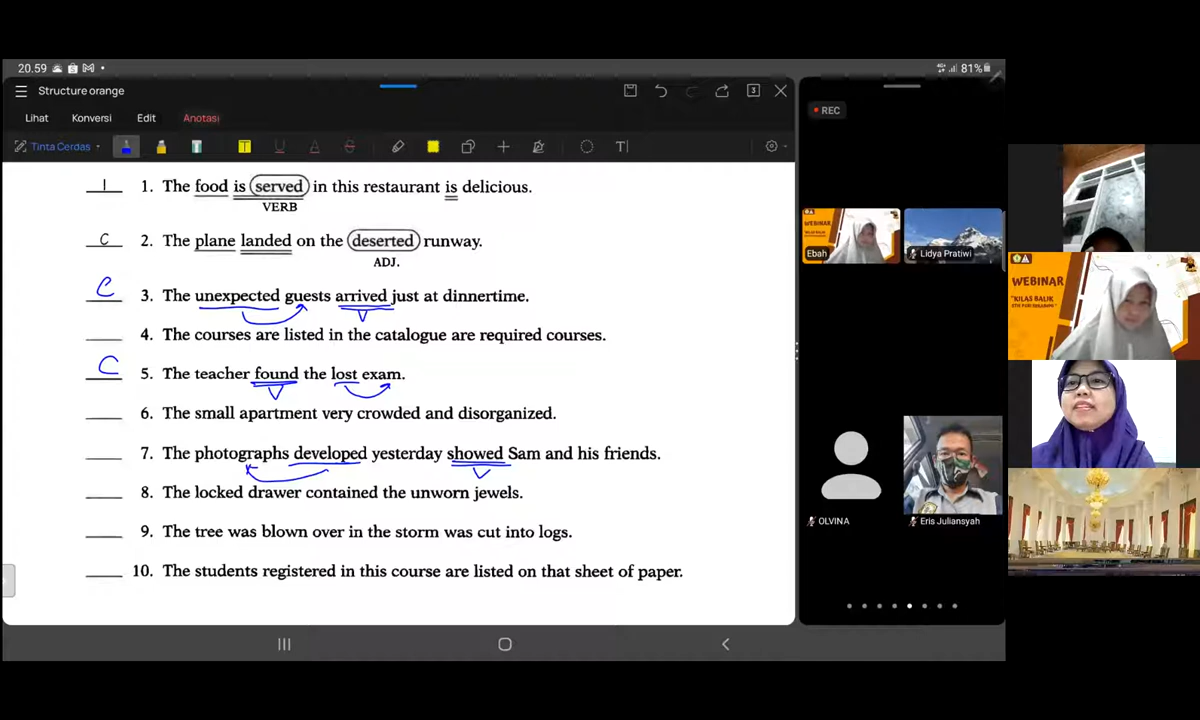 20.59
81%
Structure orange
3
Lihat Konversi Edit Anotasi
Tinta Cerdas
REC
I 1. The food is served in this restaurant is delicious.
VERB
C 2. The plane landed on the deserted runway.
ADJ.
C 3. The unexpected guests arrived just at dinnertime.
V
4. The courses are listed in the catalogue are required courses.
C 5. The teacher found the lost exam.
V
6. The small apartment very crowded and disorganized.
7. The photographs developed yesterday showed Sam and his friends.
V
8. The locked drawer contained the unworn jewels.
9. The tree was blown over in the storm was cut into logs.
10. The students registered in this course are listed on that sheet of paper.
WEBINAR
Ebah
Lidya Pratiwi
OLVINA
Eris Juliansyah
WEBINAR
"KILAS BALIK